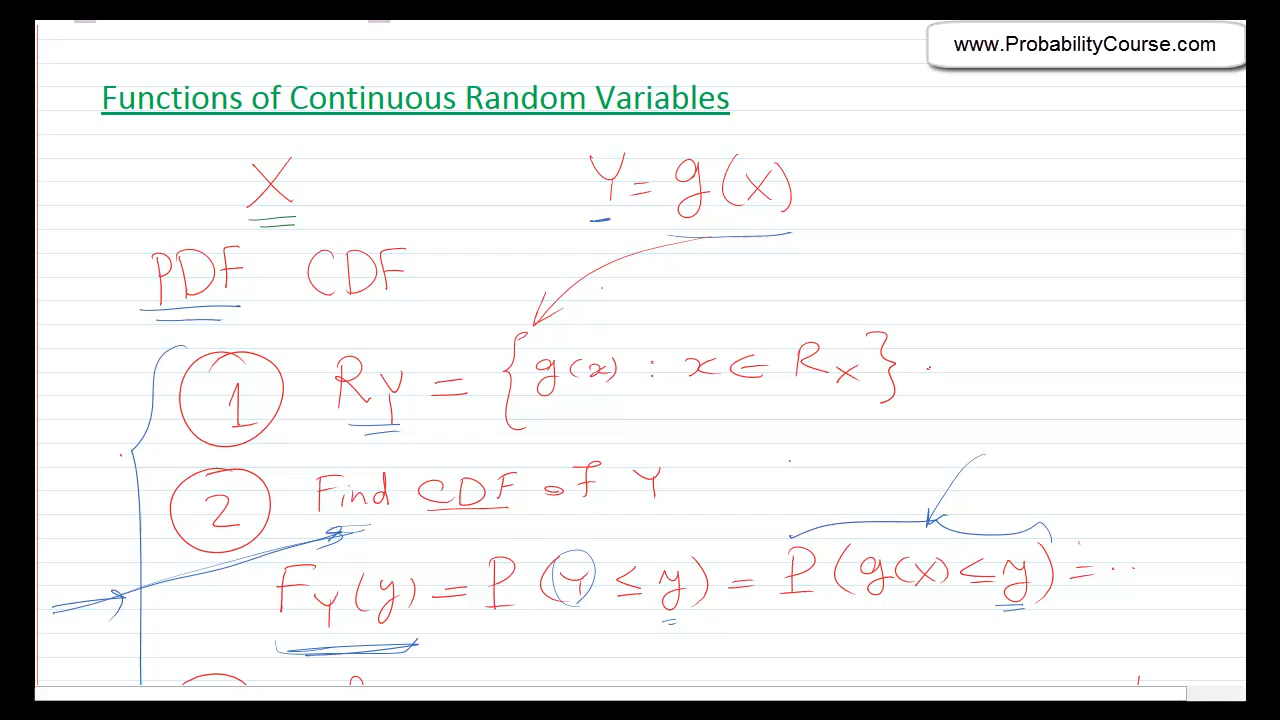 www.ProbabilityCourse.com
Functions of Continuous Random Variables
X Y = g(X)
PDF CDF
1 R_Y = { g(x) : x ∈ R_X } .
2 Find CDF of Y
F_Y(y) = P(Y ≤ y) = P(g(X) ≤ y) = ..